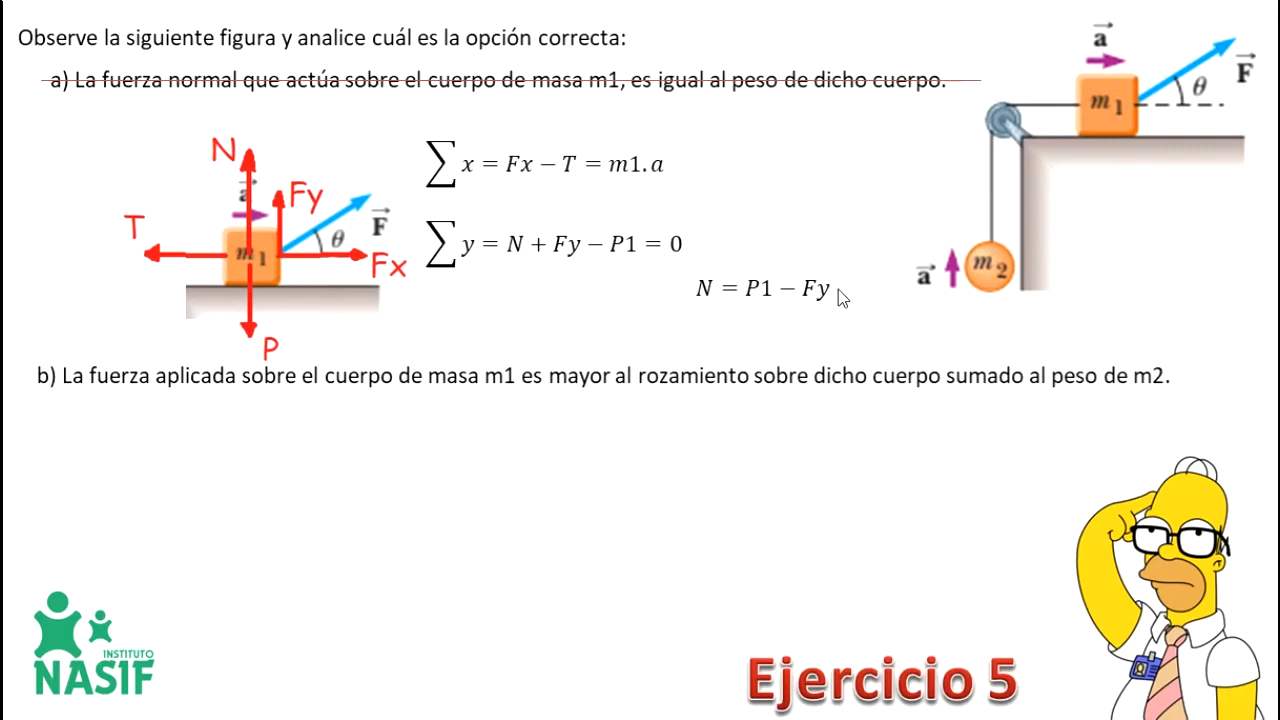 Observe la siguiente figura y analice cuál es la opción correcta:
a) La fuerza normal que actúa sobre el cuerpo de masa m1, es igual al peso de dicho cuerpo.
a
F
θ
m1
N
∑ x = Fx − T = m1. a
a
Fy
F
T
θ
m1
Fx
∑ y = N + Fy − P1 = 0
a
m2
N = P1 − Fy
P
b) La fuerza aplicada sobre el cuerpo de masa m1 es mayor al rozamiento sobre dicho cuerpo sumado al peso de m2.
INSTITUTO
NASIF
Ejercicio 5